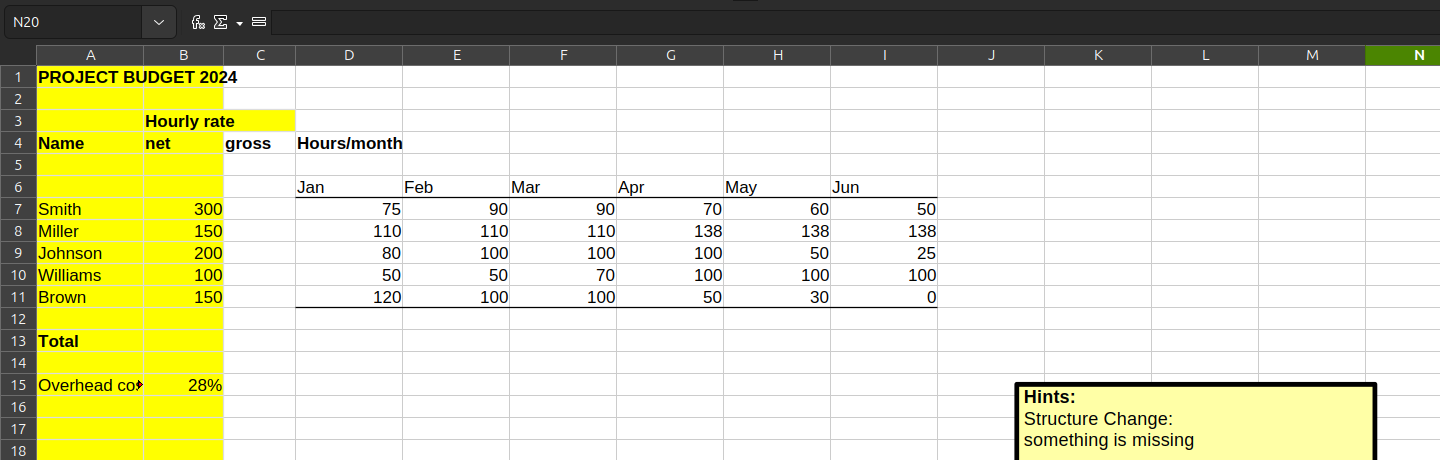 N20
A B C D E F G H I J K L M N
1 PROJECT BUDGET 2024
2
3 Hourly rate
4 Name net gross Hours/month
5
6 Jan Feb Mar Apr May Jun
7 Smith 300 75 90 90 70 60 50
8 Miller 150 110 110 110 138 138 138
9 Johnson 200 80 100 100 100 50 25
10 Williams 100 50 50 70 100 100 100
11 Brown 150 120 100 100 50 30 0
12
13 Total
14
15 Overhead co 28%
16
17
18
Hints:
Structure Change:
something is missing